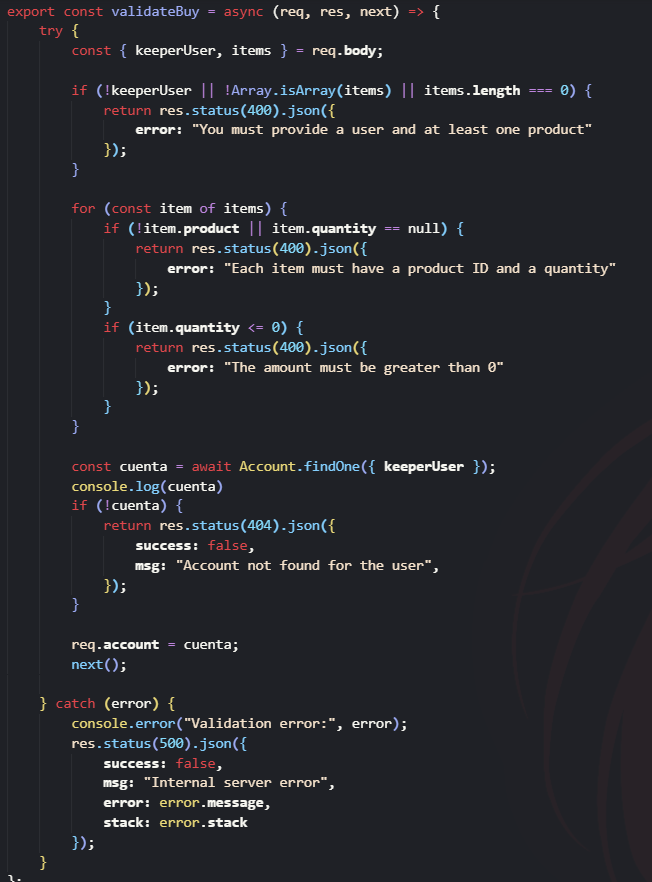 export const validateBuy = async (req, res, next) => {
    try {
        const { keeperUser, items } = req.body;

        if (!keeperUser || !Array.isArray(items) || items.length === 0) {
            return res.status(400).json({
                error: "You must provide a user and at least one product"
            });
        }

        for (const item of items) {
            if (!item.product || item.quantity == null) {
                return res.status(400).json({
                    error: "Each item must have a product ID and a quantity"
                });
            }
            if (item.quantity <= 0) {
                return res.status(400).json({
                    error: "The amount must be greater than 0"
                });
            }
        }

        const cuenta = await Account.findOne({ keeperUser });
        console.log(cuenta)
        if (!cuenta) {
            return res.status(404).json({
                success: false,
                msg: "Account not found for the user",
            });
        }

        req.account = cuenta;
        next();

    } catch (error) {
        console.error("Validation error:", error);
        res.status(500).json({
            success: false,
            msg: "Internal server error",
            error: error.message,
            stack: error.stack
        });
    }
};